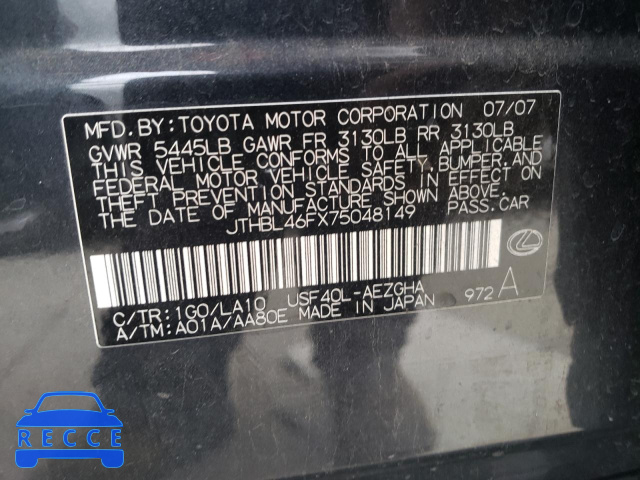 MFD.BY:TOYOTA MOTOR CORPORATION 07/07
GVWR 5445LB GAWR FR 3130LB RR 3130LB
THIS VEHICLE CONFORMS TO ALL APPLICABLE
FEDERAL MOTOR VEHICLE SAFETY,BUMPER,AND
THEFT PREVENTION STANDARDS IN EFFECT ON
THE DATE OF MANUFACTURE SHOWN ABOVE.
JTHBL46FX75048149 PASS.CAR
C/TR:1G0/LA10 USF40L-AEZGHA
A/TM:A01A/AA80E MADE IN JAPAN 972 A
RECCE